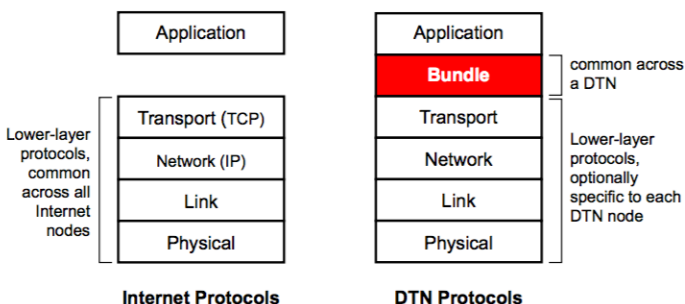 Application
Transport (TCP)
Network (IP)
Link
Physical
Lower-layer
protocols,
common
across all
Internet
nodes
Internet Protocols
Application
Bundle
Transport
Network
Link
Physical
common across
a DTN
Lower-layer
protocols,
optionally
specific to each
DTN node
DTN Protocols